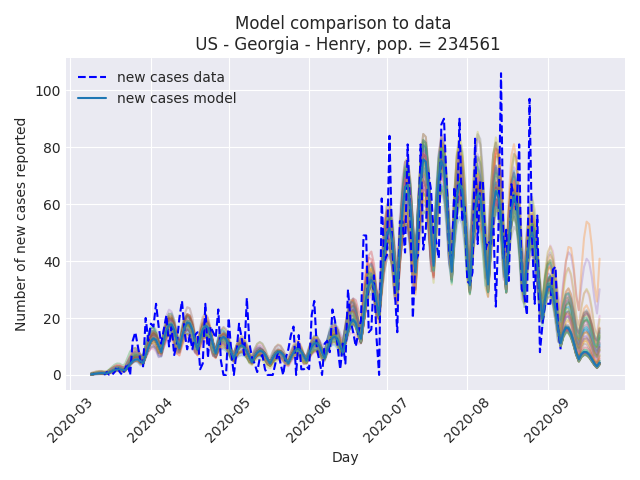 Model comparison to data
US - Georgia - Henry, pop. = 234561
new cases data
new cases model
Number of new cases reported
100
80
60
40
20
0
2020-03
2020-04
2020-05
2020-06
2020-07
2020-08
2020-09
Day